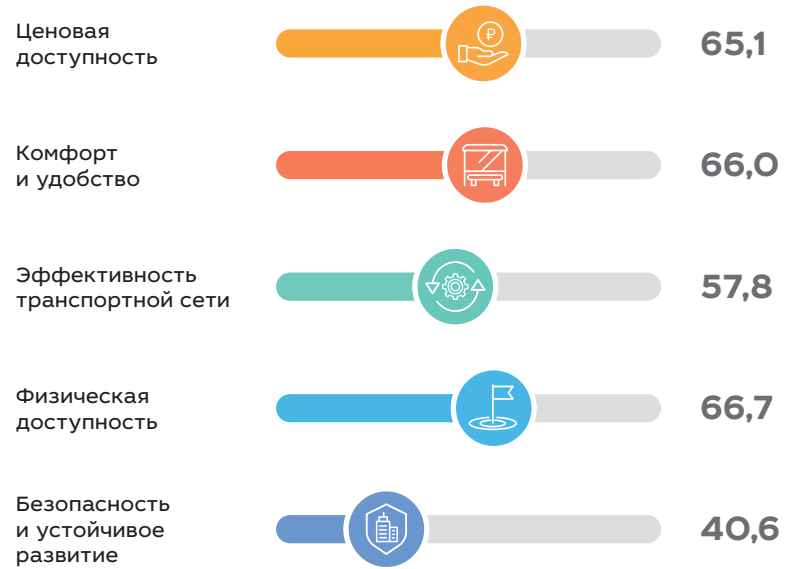 Ценовая
доступность
65,1
Комфорт
и удобство
66,0
Эффективность
транспортной сети
57,8
Физическая
доступность
66,7
Безопасность
и устойчивое
развитие
40,6